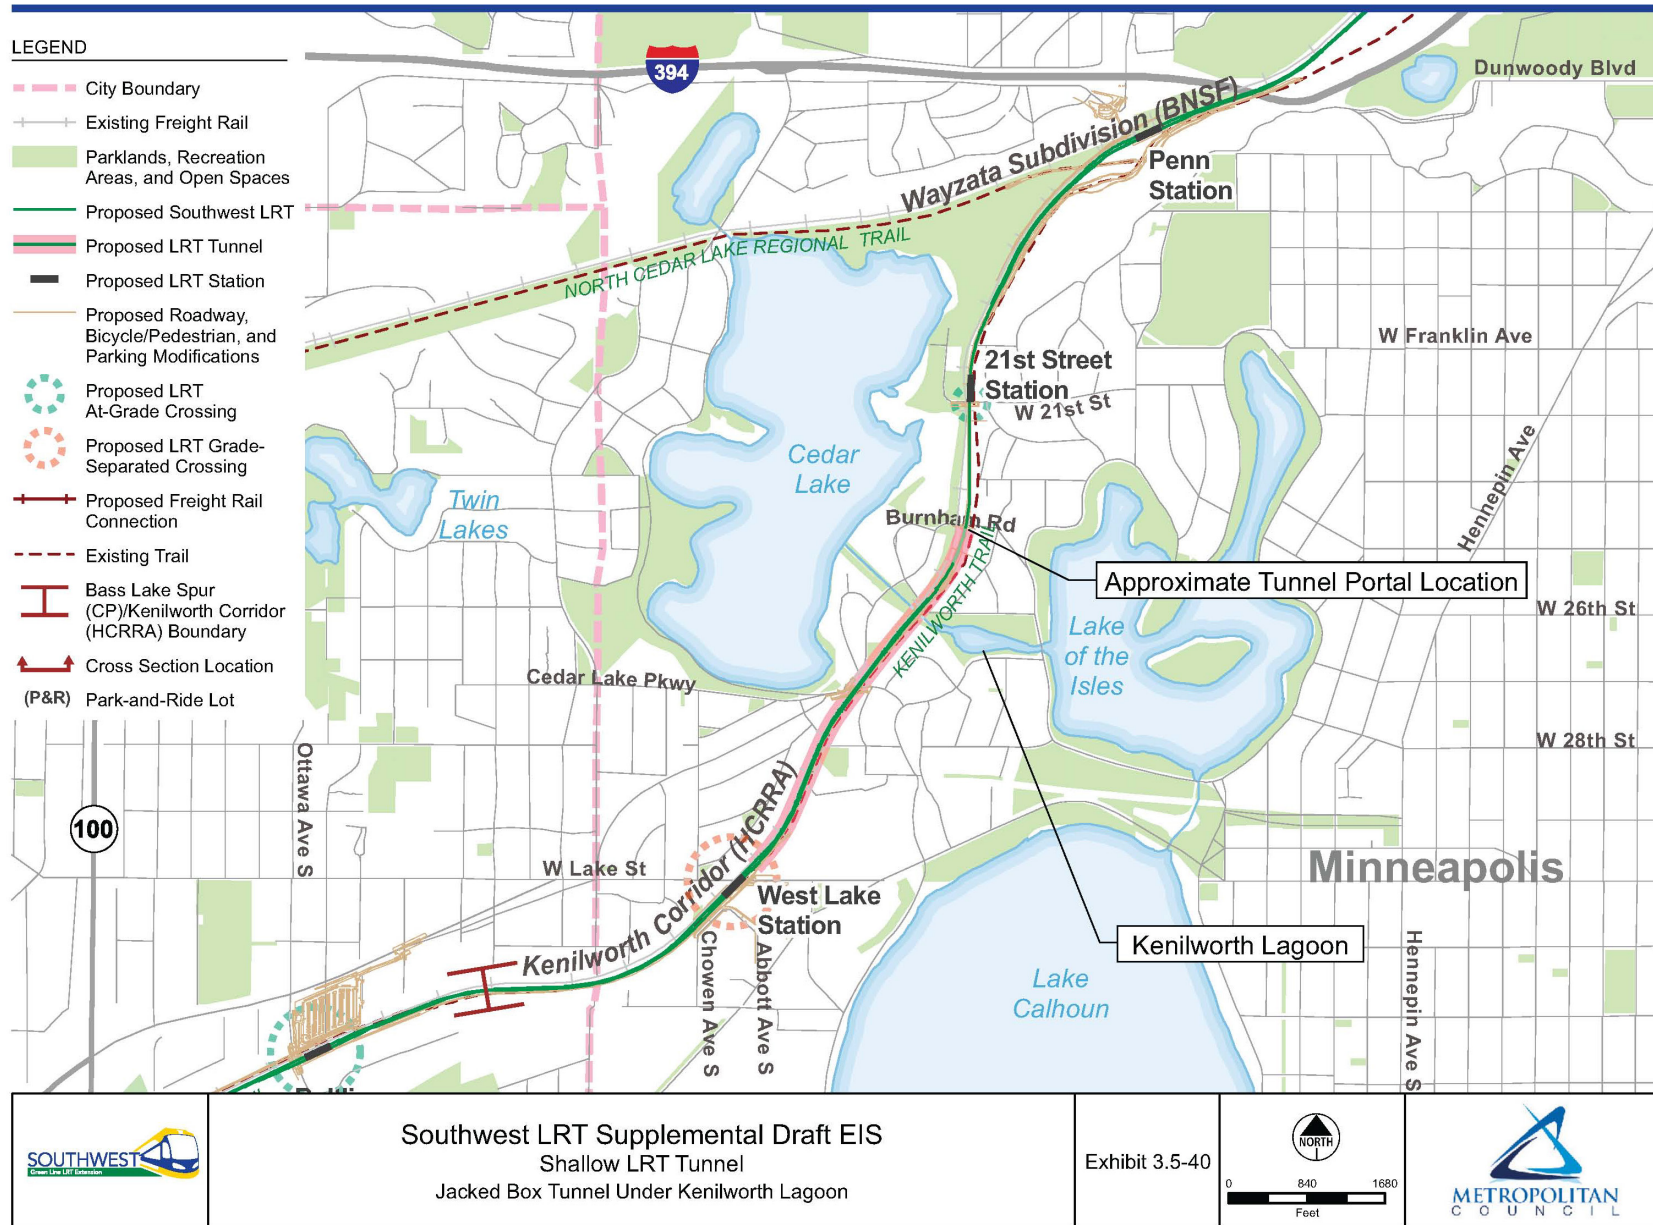 LEGEND
City Boundary
Existing Freight Rail
Parklands, Recreation
Areas, and Open Spaces
Proposed Southwest LRT
Proposed LRT Tunnel
Proposed LRT Station
Proposed Roadway,
Bicycle/Pedestrian, and
Parking Modifications
Proposed LRT
At-Grade Crossing
Proposed LRT Grade-
Separated Crossing
Proposed Freight Rail
Connection
Existing Trail
Bass Lake Spur
(CP)/Kenilworth Corridor
(HCRRA) Boundary
Cross Section Location
(P&R) Park-and-Ride Lot
394
Dunwoody Blvd
Wayzata Subdivision (BNSF)
Penn
Station
NORTH CEDAR LAKE REGIONAL TRAIL
W Franklin Ave
21st Street
Station
W 21st St
Cedar
Lake
Hennepin Ave
Twin
Lakes
Burnham Rd
KENILWORTH TRAIL
Approximate Tunnel Portal Location
W 26th St
Lake
of the
Isles
Cedar Lake Pkwy
W 28th St
Ottawa Ave S
100
Kenilworth Corridor (HCRRA)
W Lake St
Minneapolis
West Lake
Station
Kenilworth Lagoon
Chowen Ave S
Abbott Ave S
Hennepin Ave S
Lake
Calhoun
SOUTHWEST
Green Line LRT Extension
Southwest LRT Supplemental Draft EIS
Shallow LRT Tunnel
Jacked Box Tunnel Under Kenilworth Lagoon
Exhibit 3.5-40
NORTH
0 840 1680
Feet
METROPOLITAN
COUNCIL